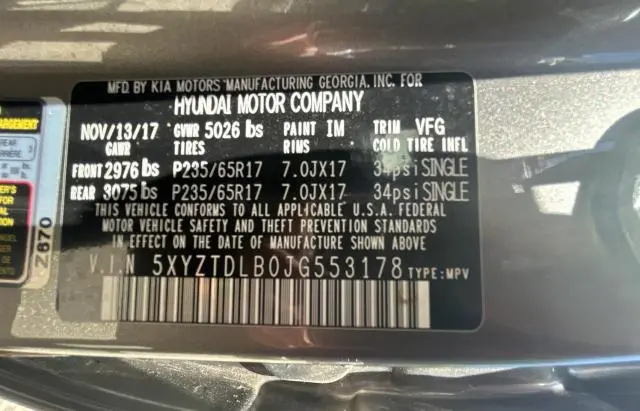 MFD. BY KIA MOTORS MANUFACTURING GEORGIA, INC. FOR
HYUNDAI MOTOR COMPANY
NOV/13/17 GVWR 5026 lbs PAINT IM TRIM VFG
GAWR TIRES RIMS COLD TIRE INFL
FRONT 2976 lbs P235/65R17 7.0JX17 34psi SINGLE
REAR 3075 lbs P235/65R17 7.0JX17 34psi SINGLE
THIS VEHICLE CONFORMS TO ALL APPLICABLE U.S.A. FEDERAL
MOTOR VEHICLE SAFETY AND THEFT PREVENTION STANDARDS
IN EFFECT ON THE DATE OF MANUFACTURE SHOWN ABOVE.
V.I.N 5XYZTDLB0JG553178 TYPE:MPV
Z670